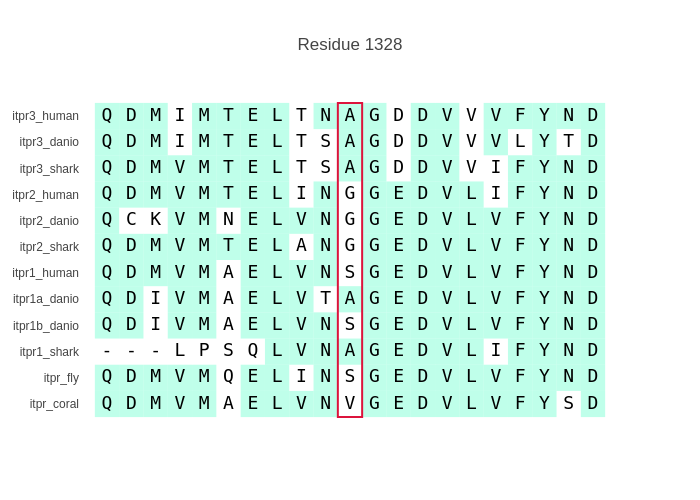 Residue 1328
itpr3_human Q D M I M T E L T N A G D D V V V F Y N D
itpr3_danio Q D M I M T E L T S A G D D V V V L Y T D
itpr3_shark Q D M V M T E L T S A G D D V V I F Y N D
itpr2_human Q D M V M T E L I N G G E D V L I F Y N D
itpr2_danio Q C K V M N E L V N G G E D V L V F Y N D
itpr2_shark Q D M V M T E L A N G G E D V L V F Y N D
itpr1_human Q D M V M A E L V N S G E D V L V F Y N D
itpr1a_danio Q D I V M A E L V T A G E D V L V F Y N D
itpr1b_danio Q D I V M A E L V N S G E D V L V F Y N D
itpr1_shark - - - L P S Q L V N A G E D V L I F Y N D
itpr_fly Q D M V M Q E L I N S G E D V L V F Y N D
itpr_coral Q D M V M A E L V N V G E D V L V F Y S D